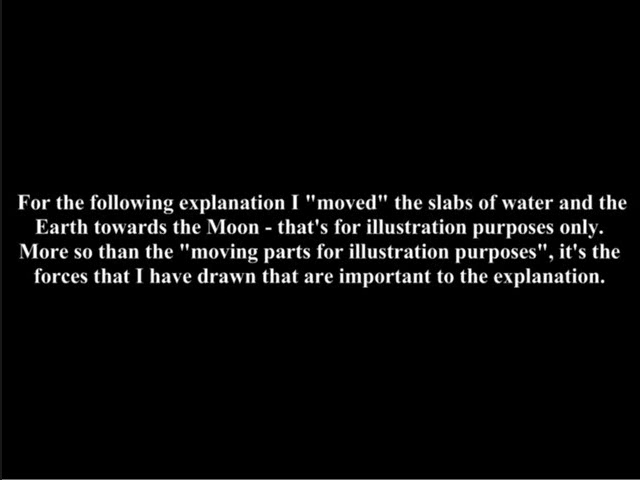 For the following explanation I "moved" the slabs of water and the
Earth towards the Moon - that's for illustration purposes only.
More so than the "moving parts for illustration purposes", it's the
forces that I have drawn that are important to the explanation.